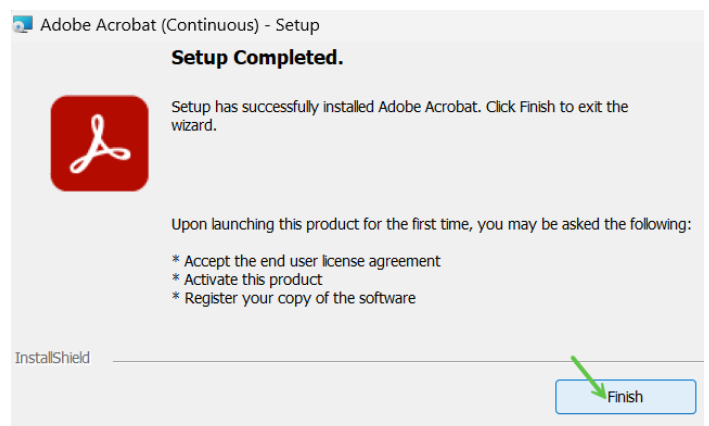 Adobe Acrobat (Continuous) - Setup
Setup Completed.
Setup has successfully installed Adobe Acrobat. Click Finish to exit the
wizard.
Upon launching this product for the first time, you may be asked the following:
* Accept the end user license agreement
* Activate this product
* Register your copy of the software
InstallShield
Finish